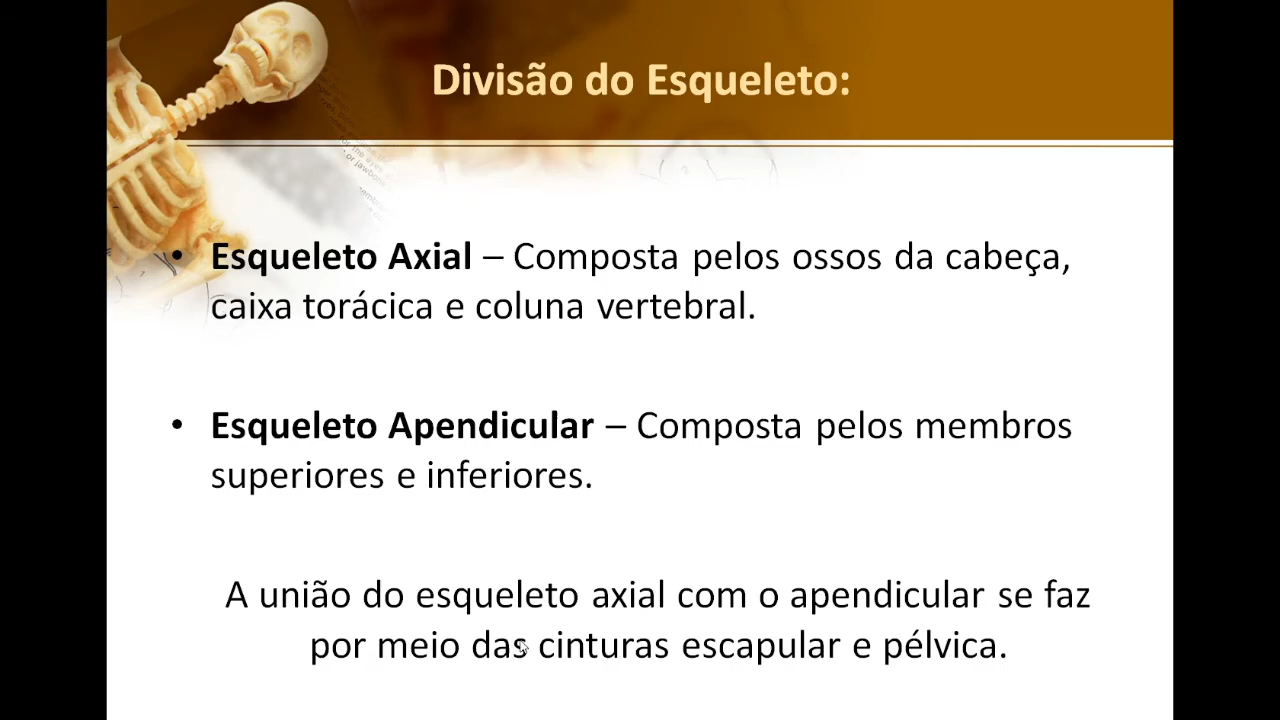 Divisão do Esqueleto:
• Esqueleto Axial – Composta pelos ossos da cabeça,
caixa torácica e coluna vertebral.
• Esqueleto Apendicular – Composta pelos membros
superiores e inferiores.
A união do esqueleto axial com o apendicular se faz
por meio das cinturas escapular e pélvica.